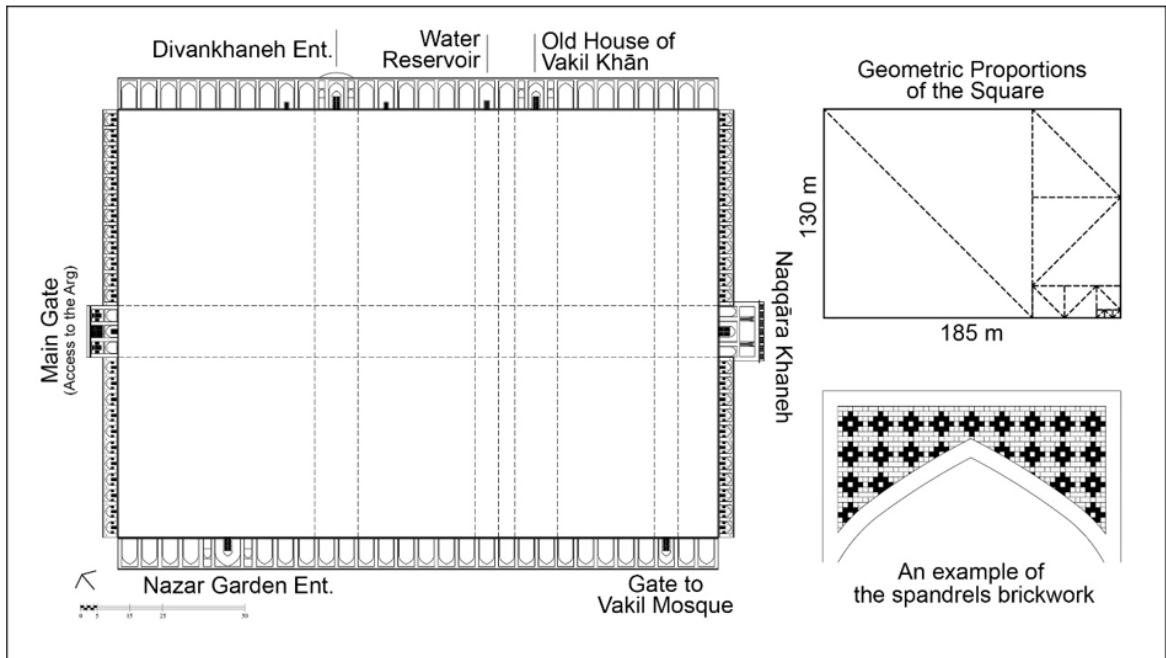 Divankhaneh Ent.
Water
Reservoir
Old House of
Vakil Khān
Main Gate
(Access to the Arg)
Naqqāra Khaneh
Nazar Garden Ent.
Gate to
Vakil Mosque
0 5 15 25 50
Geometric Proportions
of the Square
130 m
185 m
An example of
the spandrels brickwork